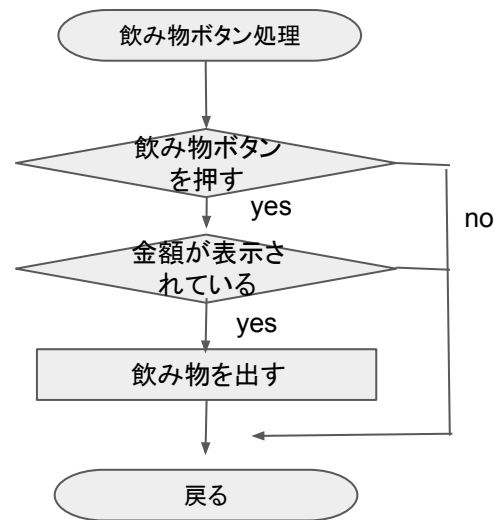 飲み物ボタン処理
飲み物ボタン
を押す
yes
no
金額が表示さ
れている
yes
飲み物を出す
戻る